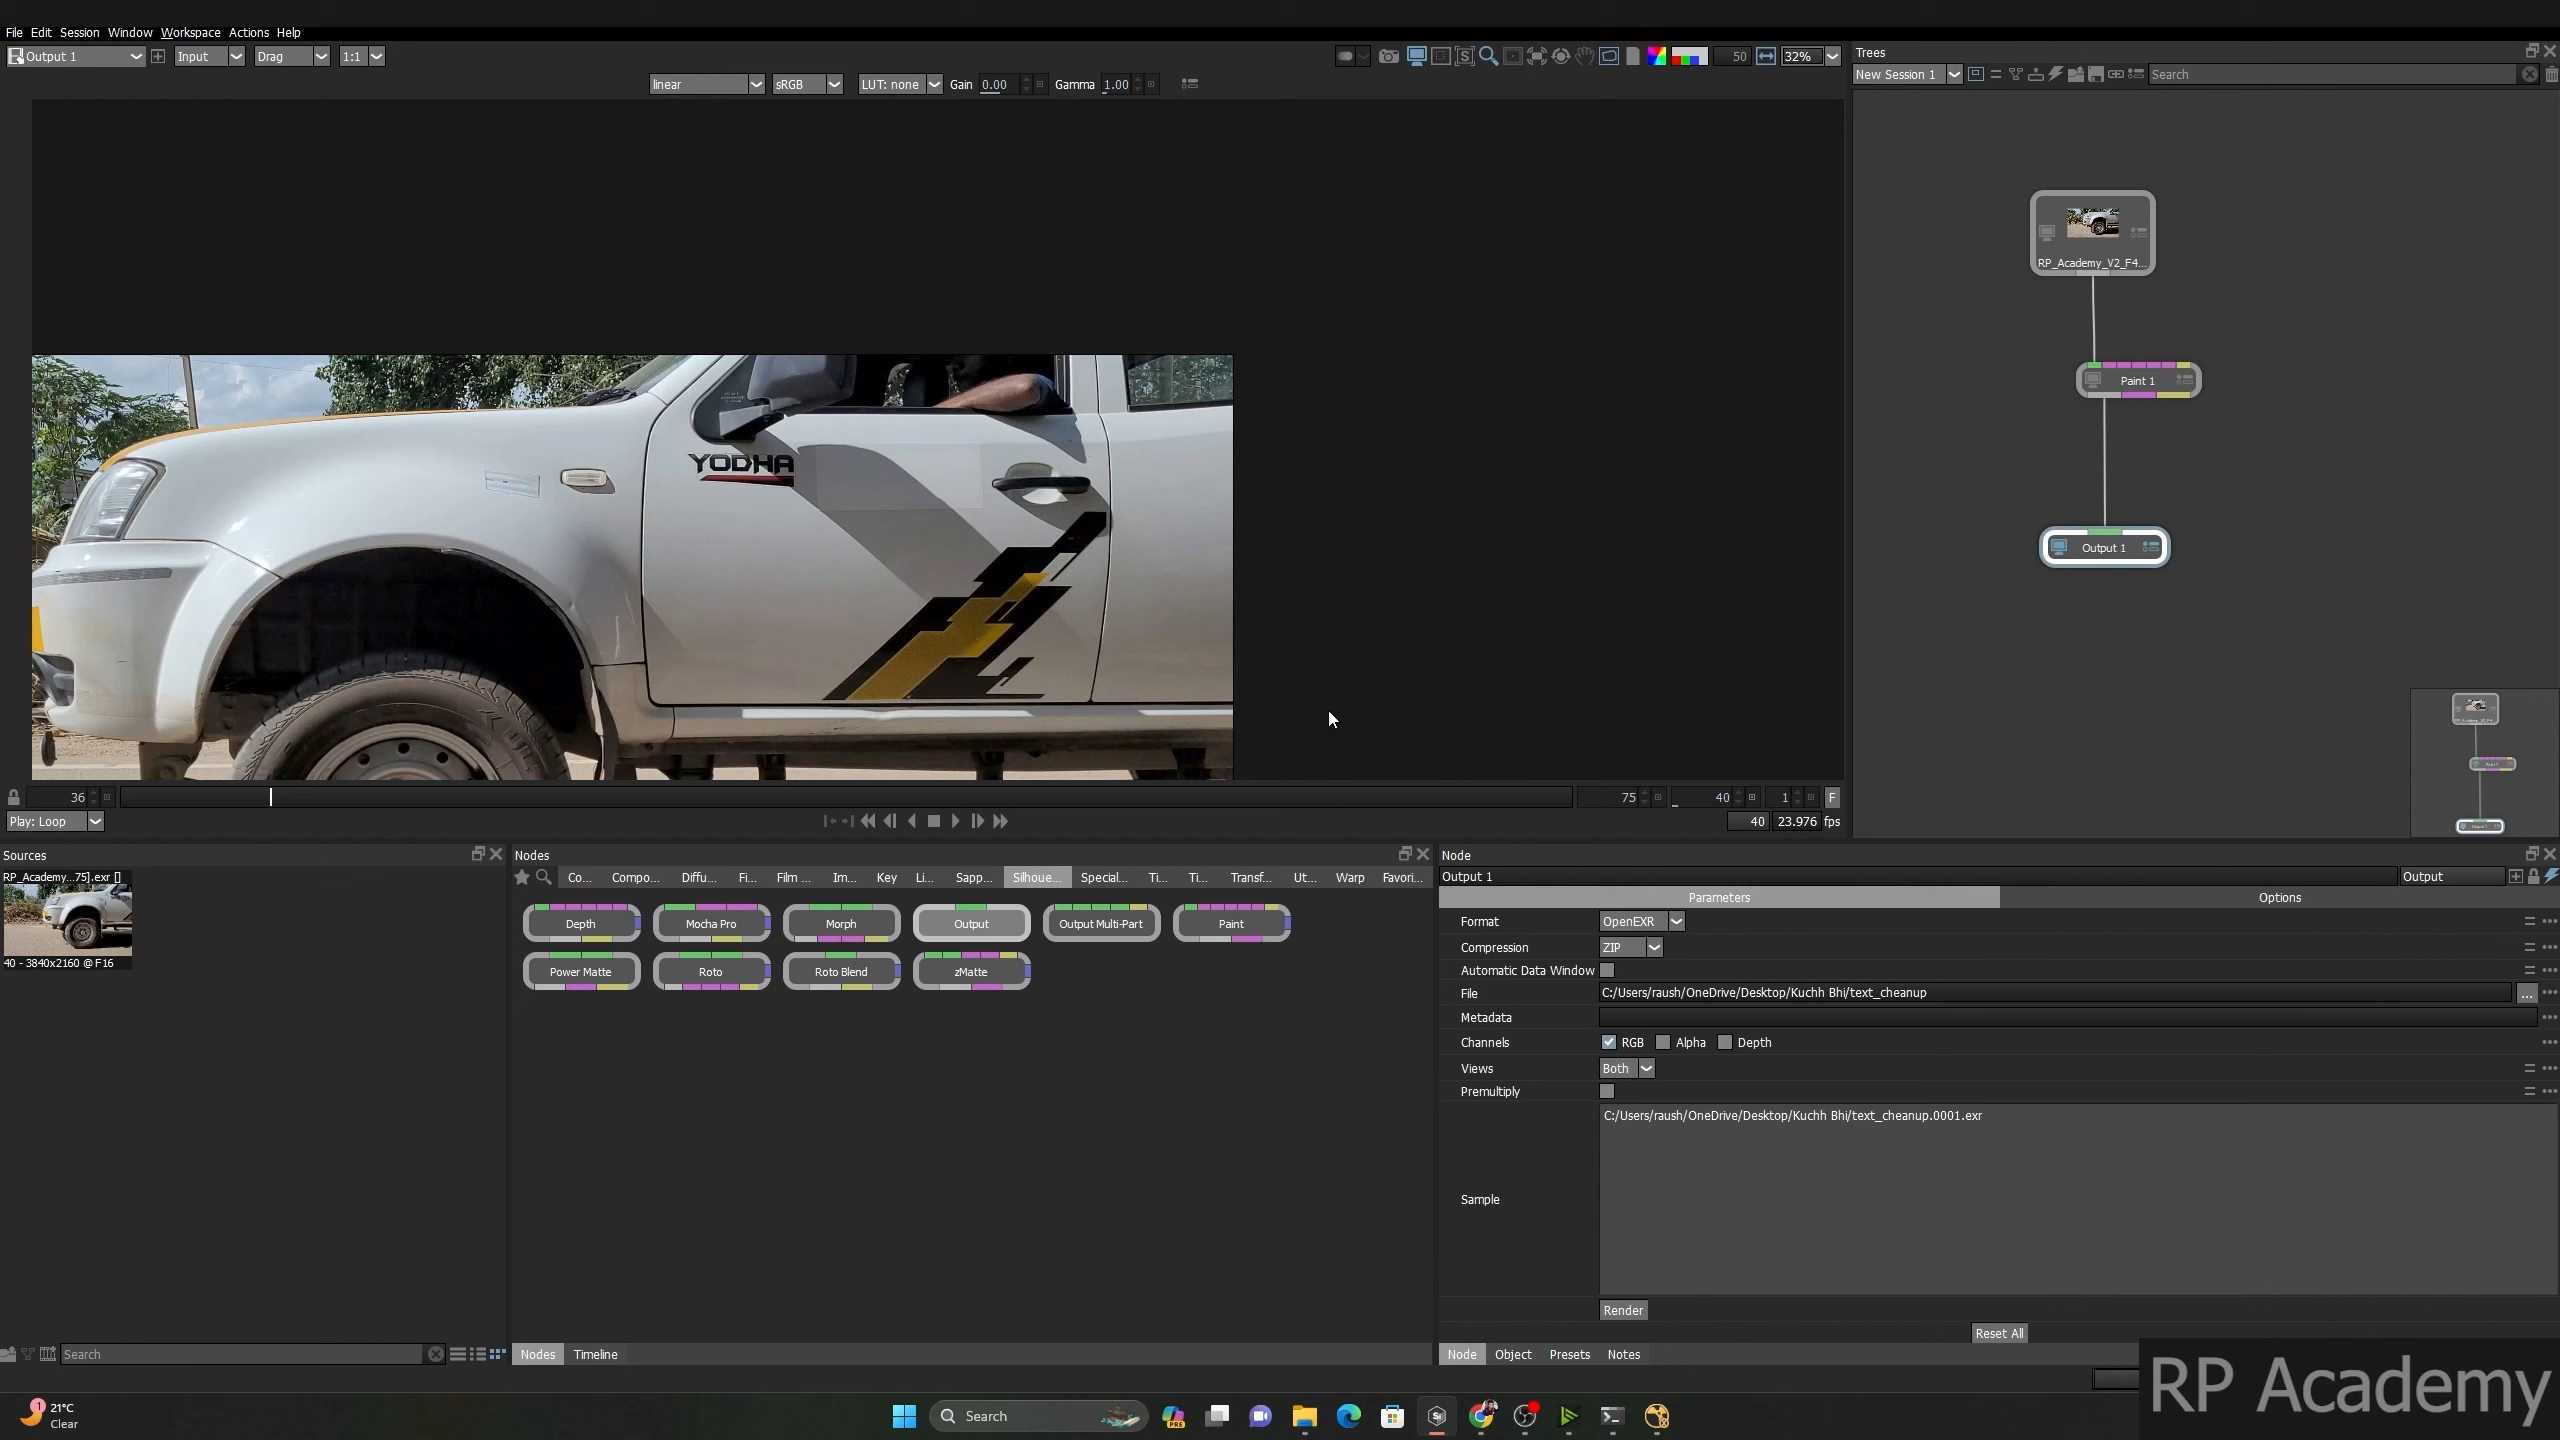 File Edit Session Window Workspace Actions Help
Output 1 Input Drag 1:1 50 32%
linear sRGB LUT: none Gain 0.00 Gamma 1.00
Trees
New Session 1 Search
RP_Academy_V2_F4...
Paint 1
Output 1
YODHA
36 75 40 1 F
Play: Loop 40 23.976 fps
Sources
RP_Academy...75].exr []
40 - 3840x2160 @ F16
Search
Nodes
Co... Compo... Diffu... Fi... Film ... Im... Key Li... Sapp... Silhoue... Special... Ti... Ti... Transf... Ut... Warp Favori...
Depth Mocha Pro Morph Output Output Multi-Part Paint
Power Matte Roto Roto Blend zMatte
Nodes Timeline
Node
Output 1 Output
Parameters Options
Format OpenEXR
Compression ZIP
Automatic Data Window
File C:/Users/raush/OneDrive/Desktop/Kuchh Bhi/text_cheanup ...
Metadata
Channels RGB Alpha Depth
Views Both
Premultiply
C:/Users/raush/OneDrive/Desktop/Kuchh Bhi/text_cheanup.0001.exr
Sample
Render
Reset All
Node Object Presets Notes
RP Academy
1 21°C
Clear
Search
PRE